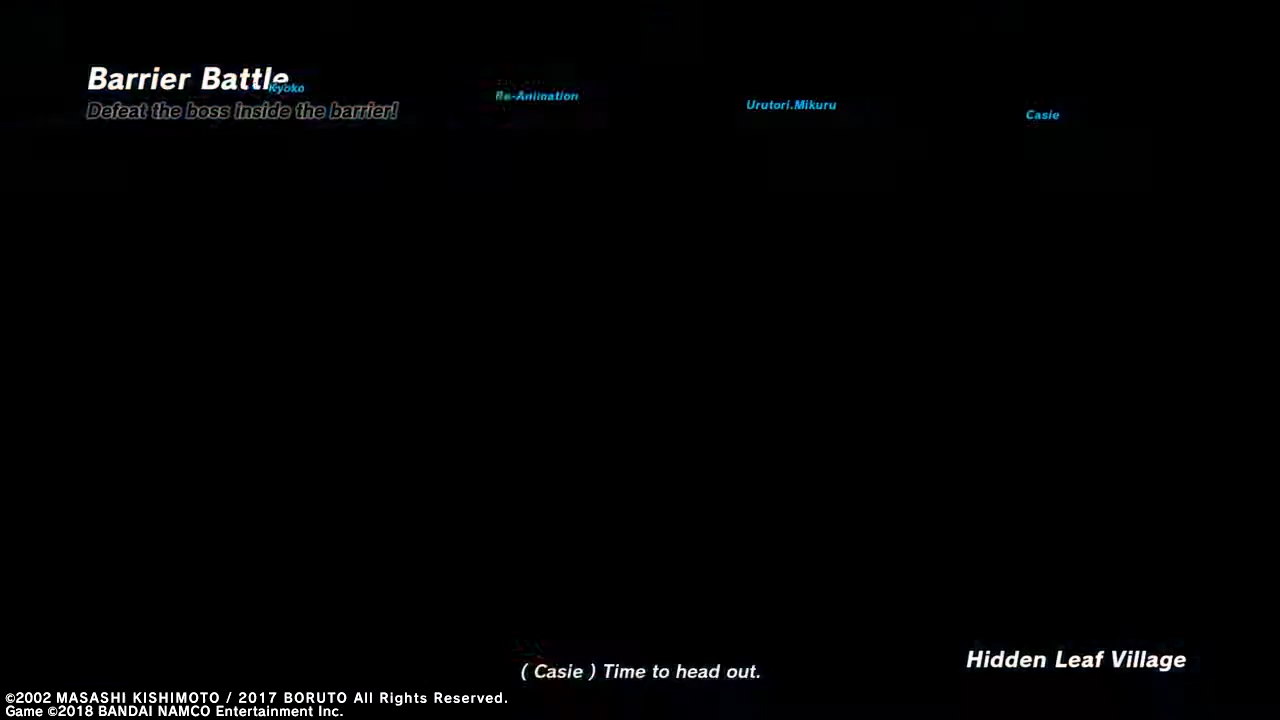 Barrier Battle
Kyoko
Defeat the boss inside the barrier!
Re-Aniination
Urutori.Mikuru
Casie
Hidden Leaf Village
( Casie ) Time to head out.
©2002 MASASHI KISHIMOTO / 2017 BORUTO All Rights Reserved.
Game ©2018 BANDAI NAMCO Entertainment Inc.